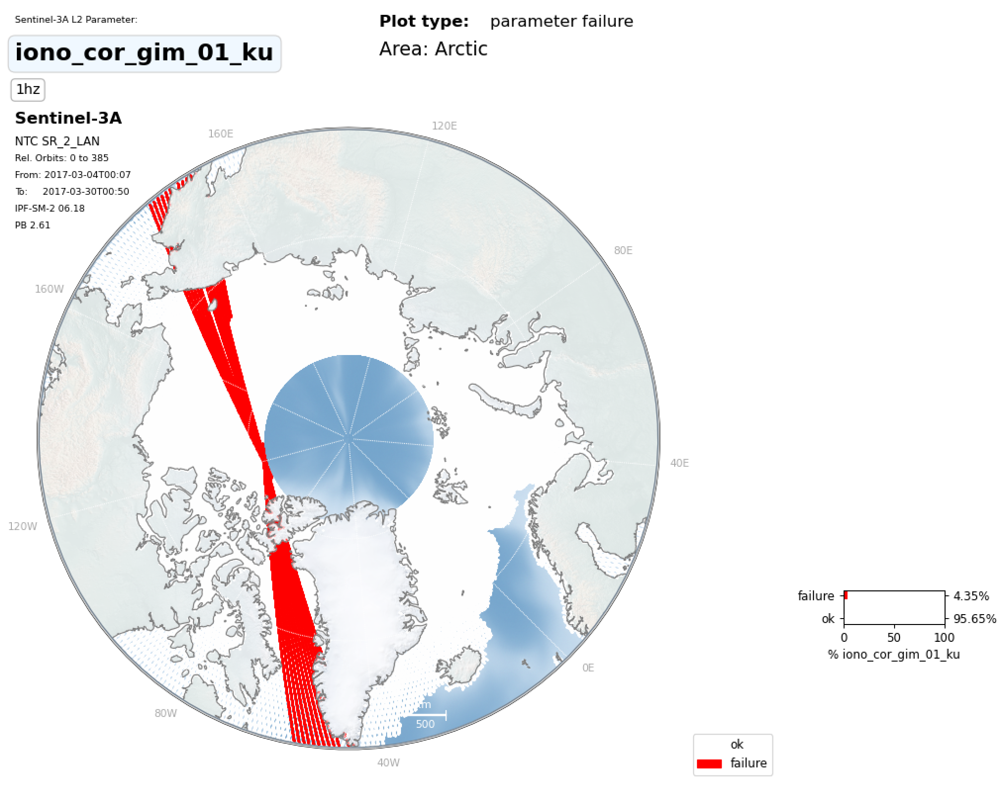 Sentinel-3A L2 Parameter:
iono_cor_gim_01_ku
1hz
Plot type: parameter failure
Area: Arctic
Sentinel-3A
NTC SR_2_LAN
Rel. Orbits: 0 to 385
From: 2017-03-04T00:07
To: 2017-03-30T00:50
IPF-SM-2 06.18
PB 2.61
120E
160E
80E
160W
40E
120W
0E
80W
40W
500
failure 4.35%
ok 95.65%
0 50 100
% iono_cor_gim_01_ku
ok
failure